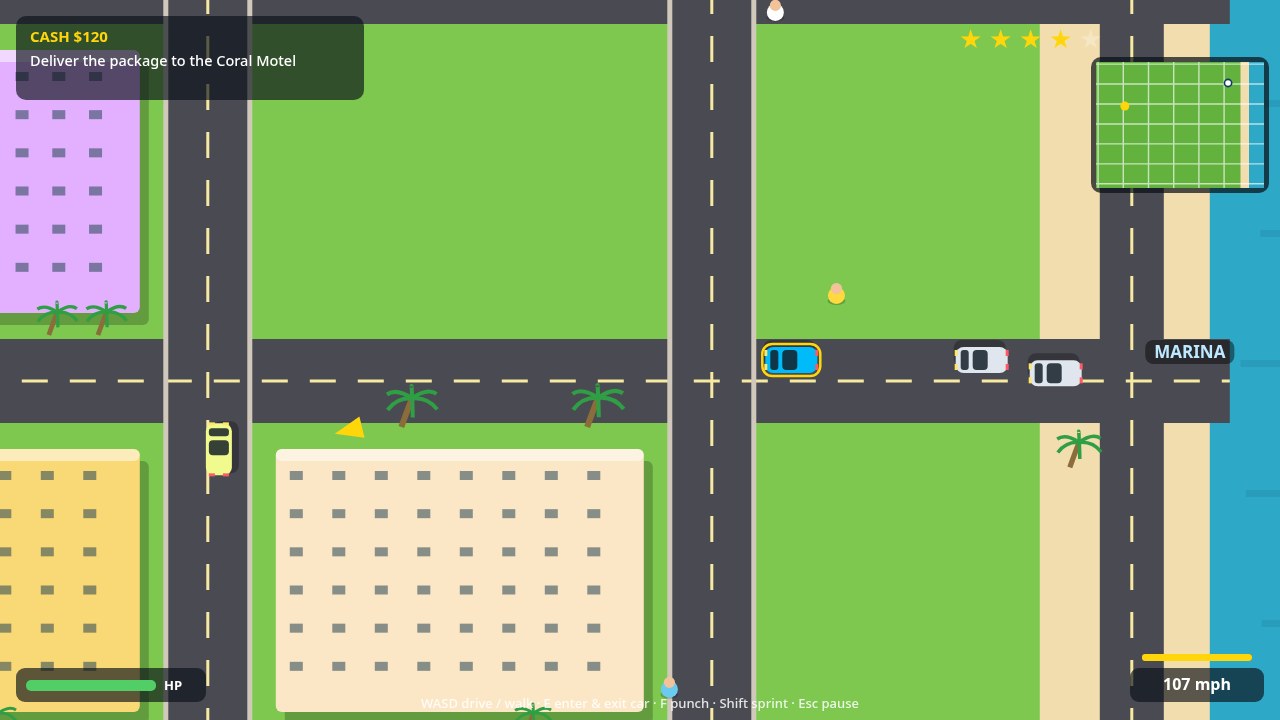 CASH $120
Deliver the package to the Coral Motel
MARINA
HP
107 mph
WASD drive / walk · E enter & exit car · F punch · Shift sprint · Esc pause